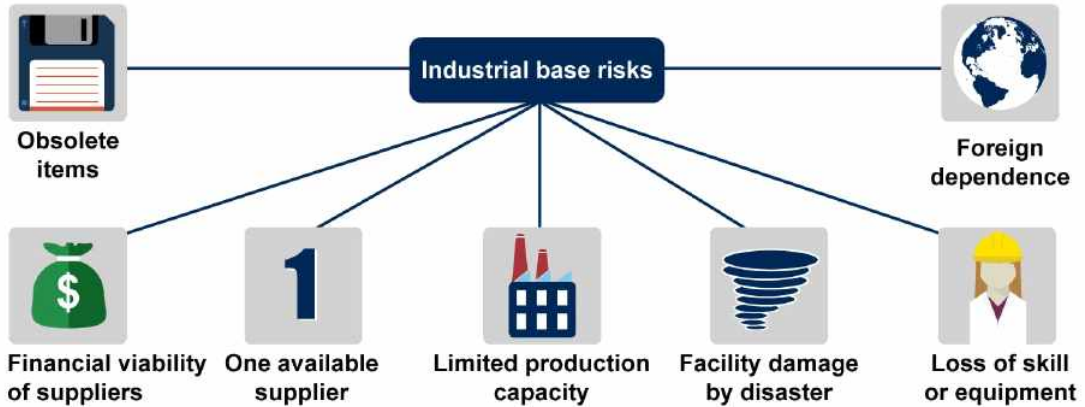 Industrial base risks
Obsolete
items
Foreign
dependence
$
1
Financial viability
of suppliers
One available
supplier
Limited production
capacity
Facility damage
by disaster
Loss of skill
or equipment